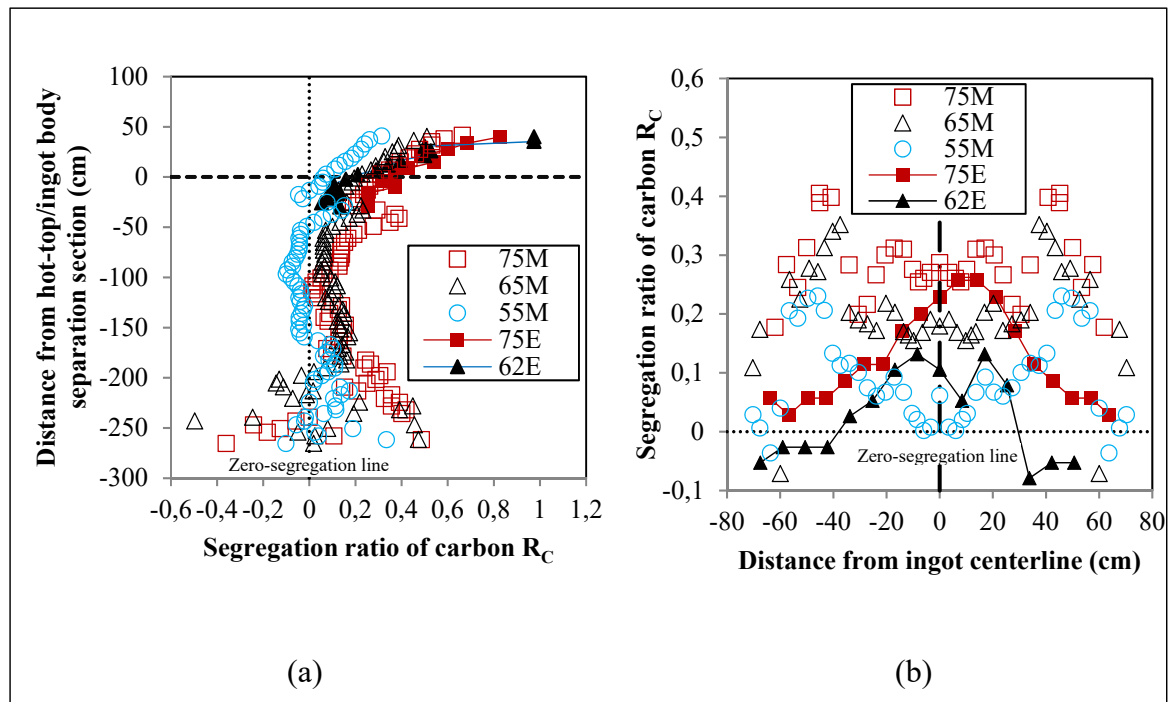 Distance from hot-top/ingot body
separation section (cm)
100
50
0
-50
-100
-150
-200
-250
-300
75M
65M
55M
75E
62E
Zero-segregation line
-0,6 -0,4 -0,2 0 0,2 0,4 0,6 0,8 1 1,2
Segregation ratio of carbon RC
(a)
Segregation ratio of carbon RC
0,6
0,5
0,4
0,3
0,2
0,1
0
-0,1
75M
65M
55M
75E
62E
Zero-segregation line
-80 -60 -40 -20 0 20 40 60 80
Distance from ingot centerline (cm)
(b)